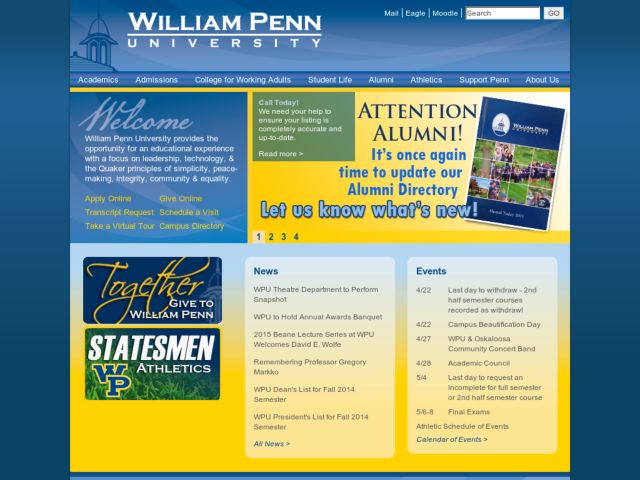 WILLIAM PENN
UNIVERSITY
Mail | Eagle | Moodle | Search GO
Academics Admissions College for Working Adults Student Life Alumni Athletics Support Penn About Us
Welcome
William Penn University provides the
opportunity for an educational experience
with a focus on leadership, technology, &
the Quaker principles of simplicity, peace-
making, integrity, community & equality.
Apply Online Give Online
Transcript Request Schedule a Visit
Take a Virtual Tour Campus Directory
Call Today!
We need your help to
ensure your listing is
completely accurate and
up-to-date.
Read more >
ATTENTION
ALUMNI!
It's once again
time to update our
Alumni Directory
Let us know what's new!
WILLIAM PENN
UNIVERSITY
Alumni Today 2015
1 2 3 4
Together
GIVE TO
WILLIAM PENN
STATESMEN
WP ATHLETICS
News
WPU Theatre Department to Perform
Snapshot
WPU to Hold Annual Awards Banquet
2015 Beane Lecture Series at WPU
Welcomes David E. Wolfe
Remembering Professor Gregory
Markko
WPU Dean's List for Fall 2014
Semester
WPU President's List for Fall 2014
Semester
All News >
Events
4/22 Last day to withdraw - 2nd
half semester courses
recorded as withdrawl
4/22 Campus Beautification Day
4/27 WPU & Oskaloosa
Community Concert Band
4/28 Academic Council
5/4 Last day to request an
incomplete for full semester
or 2nd half semester course
5/6-8 Final Exams
Athletic Schedule of Events
Calendar of Events >